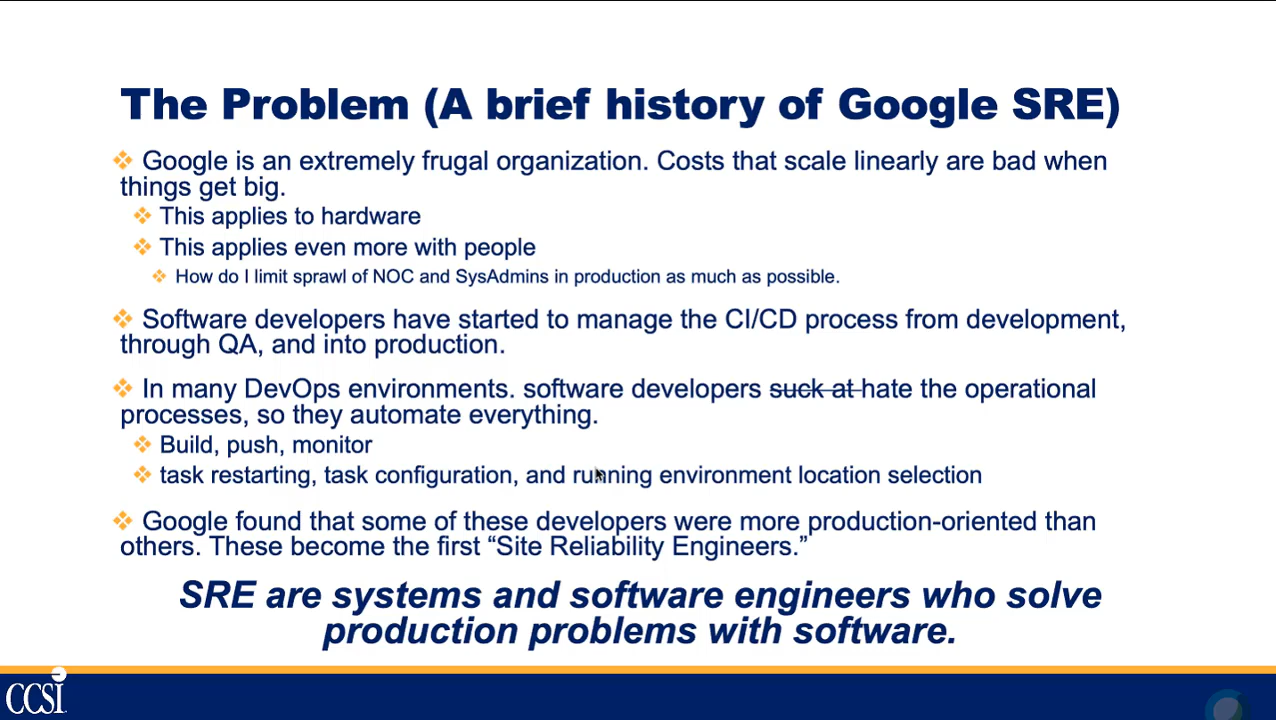 The Problem (A brief history of Google SRE)
❖ Google is an extremely frugal organization. Costs that scale linearly are bad when
things get big.
❖ This applies to hardware
❖ This applies even more with people
❖ How do I limit sprawl of NOC and SysAdmins in production as much as possible.
❖ Software developers have started to manage the CI/CD process from development,
through QA, and into production.
❖ In many DevOps environments. software developers suck at hate the operational
processes, so they automate everything.
❖ Build, push, monitor
❖ task restarting, task configuration, and running environment location selection
❖ Google found that some of these developers were more production-oriented than
others. These become the first “Site Reliability Engineers.”
SRE are systems and software engineers who solve
production problems with software.
CCSI